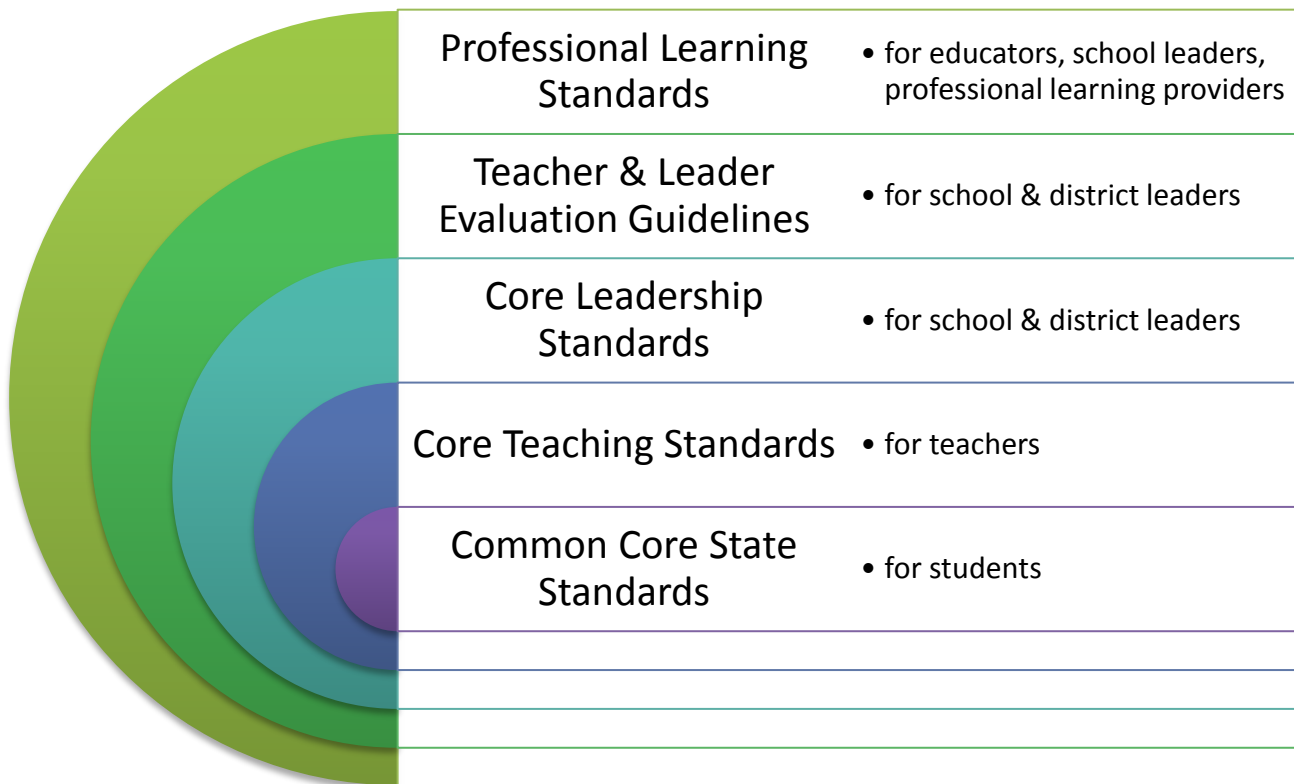 Professional Learning
Standards
• for educators, school leaders,
professional learning providers
Teacher & Leader
Evaluation Guidelines
• for school & district leaders
Core Leadership
Standards
• for school & district leaders
Core Teaching Standards
• for teachers
Common Core State
Standards
• for students